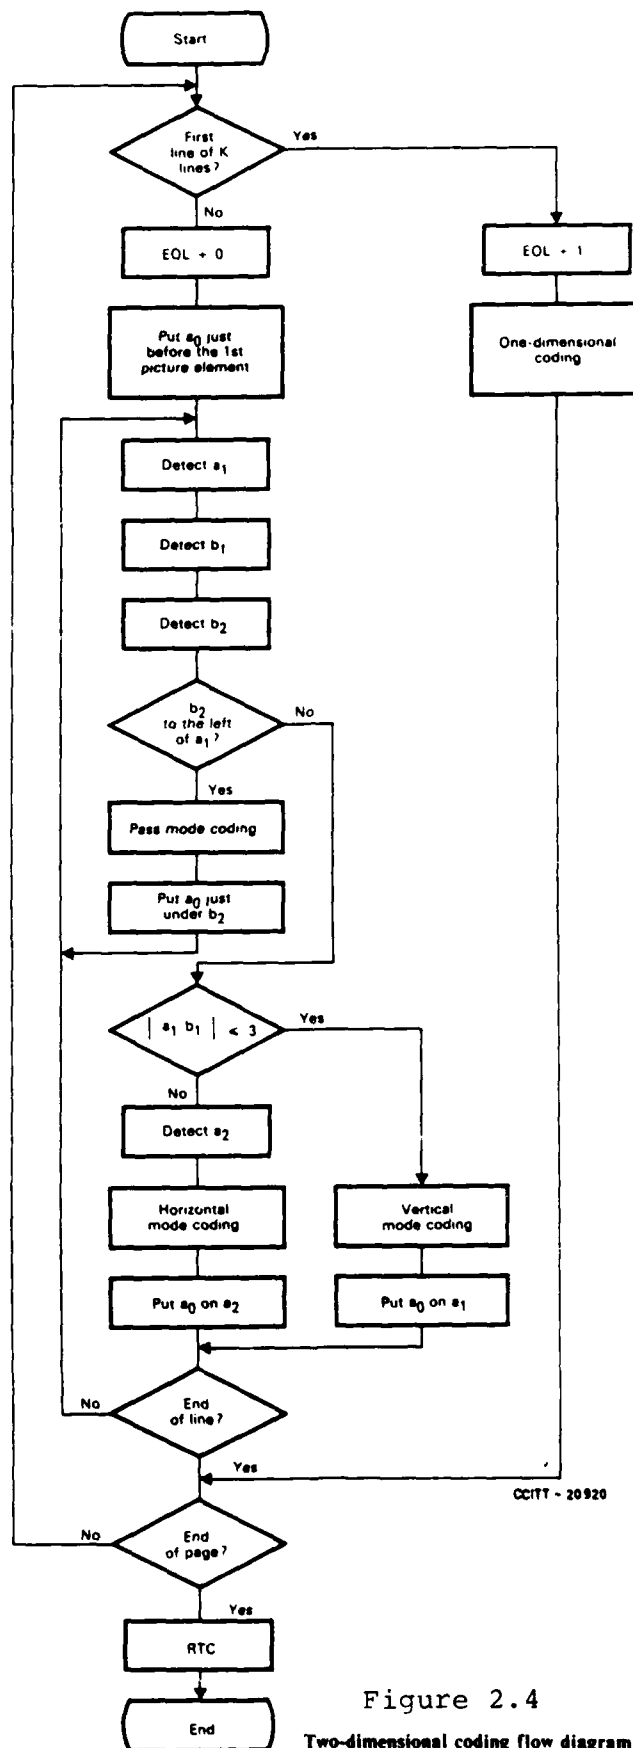 Start
First
line of K
lines?
Yes
No
EOL + 0
EOL + 1
Put a0 just
before the 1st
picture element
One-dimensional
coding
Detect a1
Detect b1
Detect b2
b2
to the left
of a1?
No
Yes
Pass mode coding
Put a0 just
under b2
| a1 b1 | < 3
Yes
No
Detect a2
Horizontal
mode coding
Vertical
mode coding
Put a0 on a2
Put a0 on a1
End
of line?
No
Yes
CCITT - 20920
End
of page?
No
Yes
RTC
End
Figure 2.4
Two-dimensional coding flow diagram